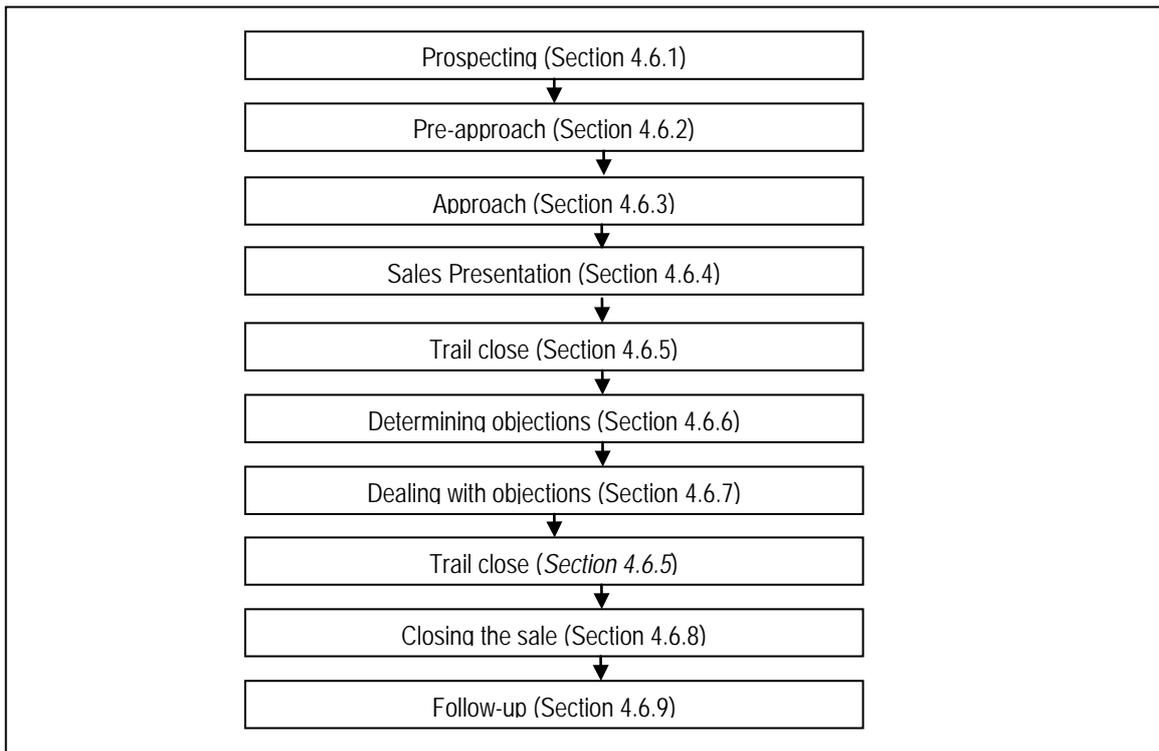 Prospecting (Section 4.6.1)
Pre-approach (Section 4.6.2)
Approach (Section 4.6.3)
Sales Presentation (Section 4.6.4)
Trail close (Section 4.6.5)
Determining objections (Section 4.6.6)
Dealing with objections (Section 4.6.7)
Trail close (Section 4.6.5)
Closing the sale (Section 4.6.8)
Follow-up (Section 4.6.9)